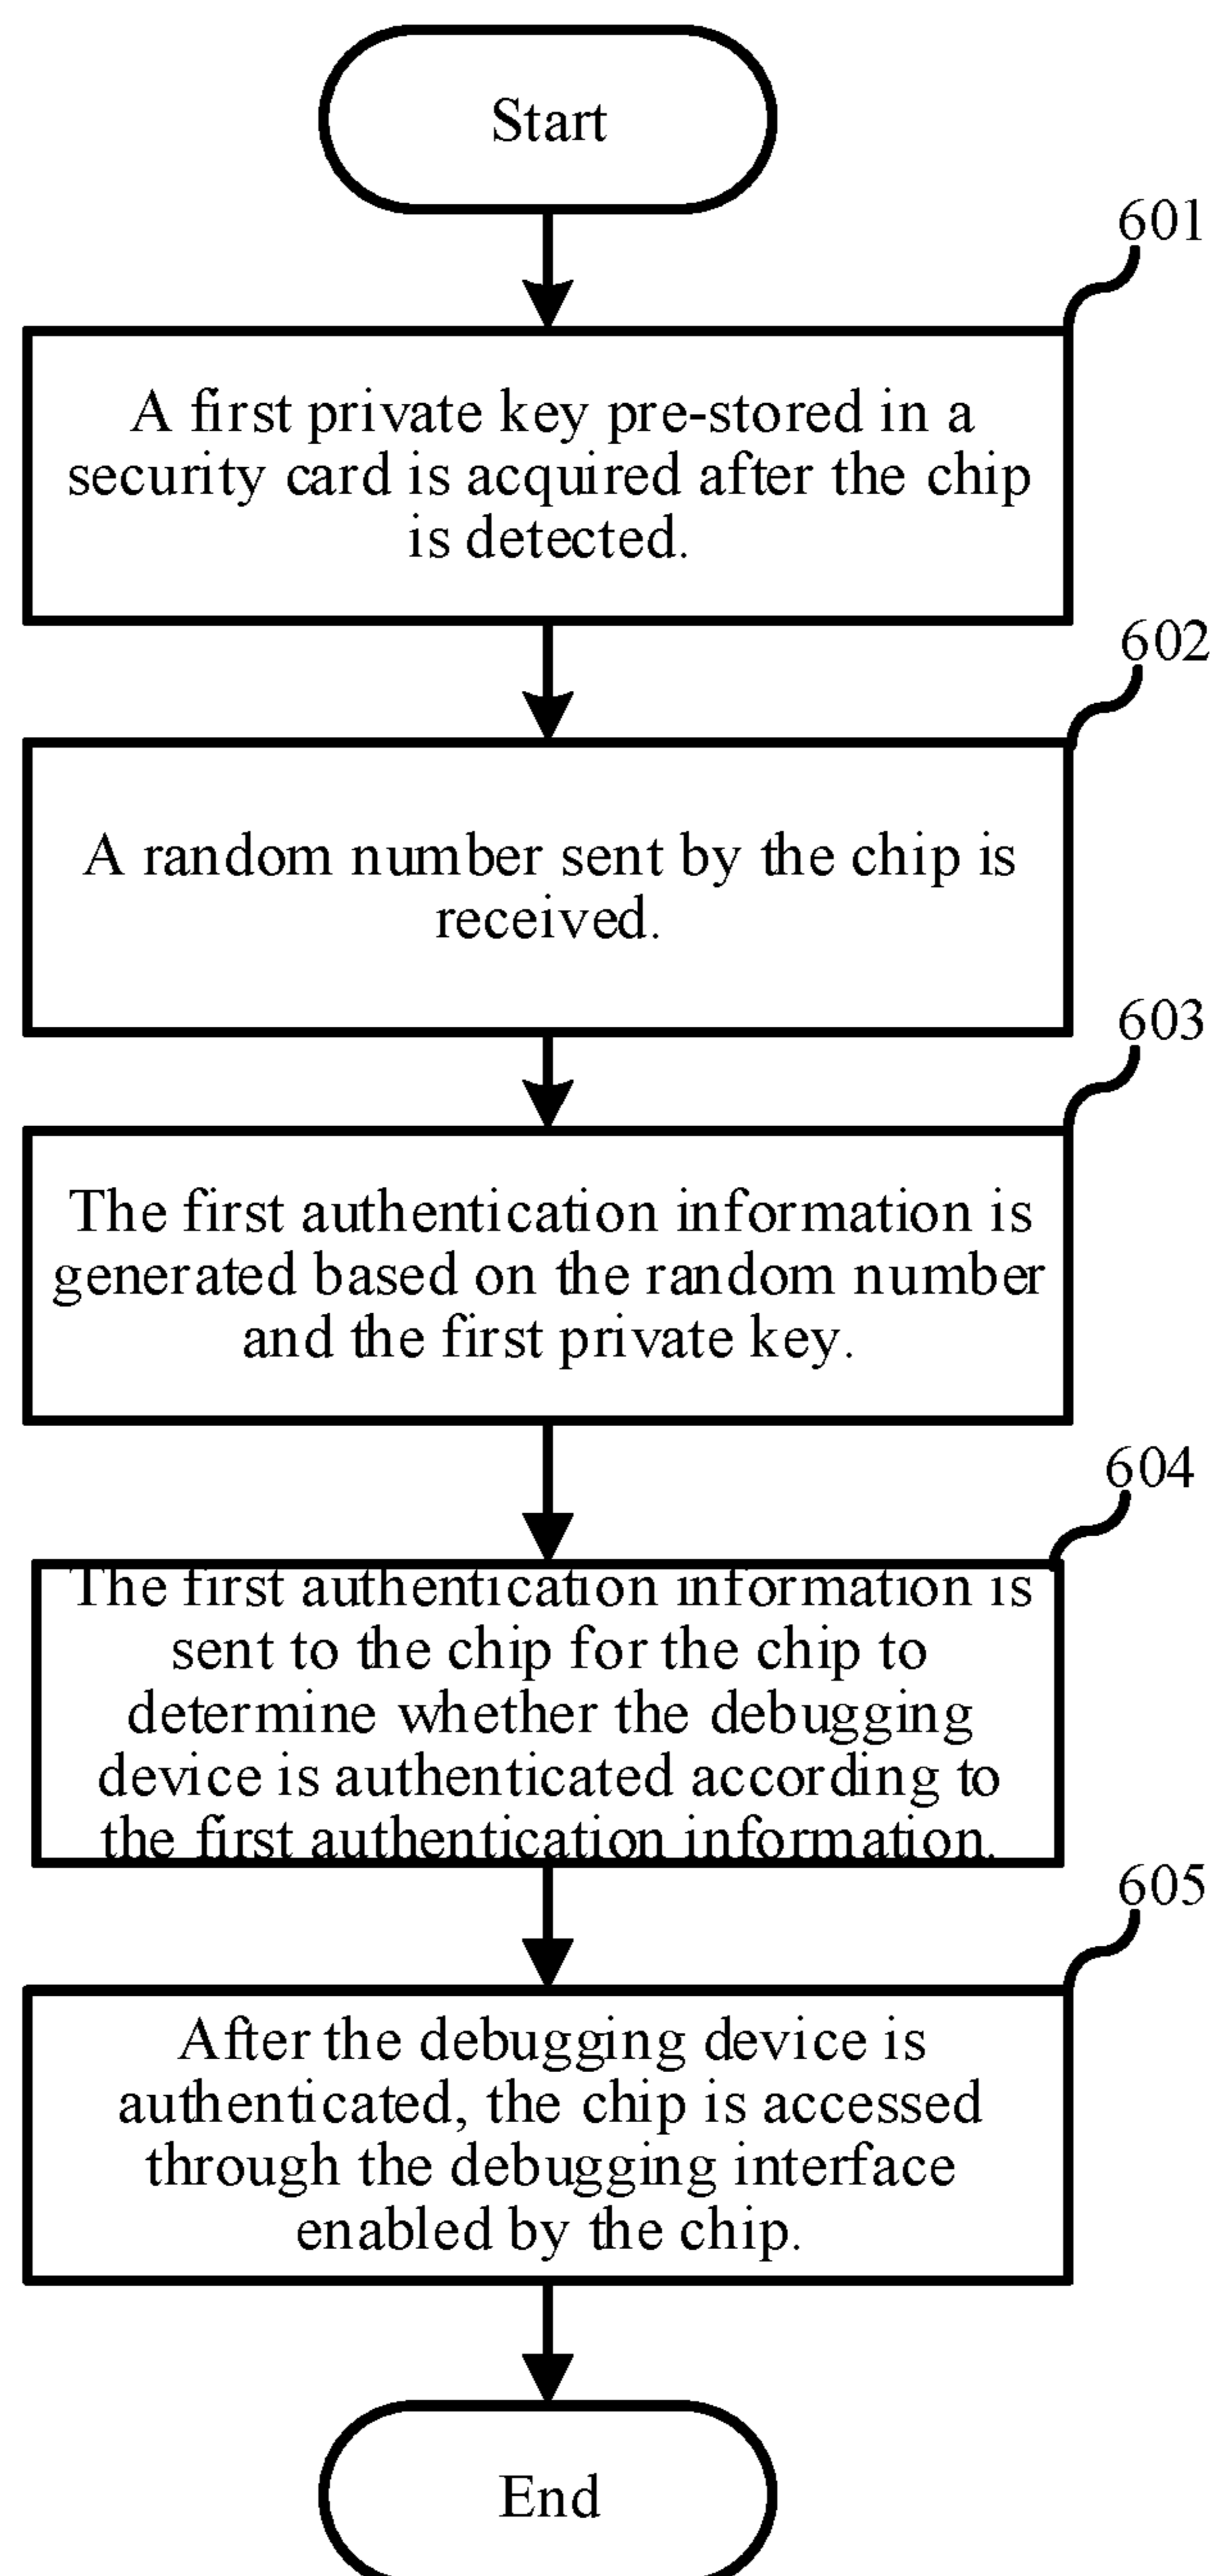 Start
601
A first private key pre-stored in a
security card is acquired after the chip
is detected.
602
A random number sent by the chip is
received.
603
The first authentication information is
generated based on the random number
and the first private key.
604
The first authentication information is
sent to the chip for the chip to
determine whether the debugging
device is authenticated according to
the first authentication information.
605
After the debugging device is
authenticated, the chip is accessed
through the debugging interface
enabled by the chip.
End